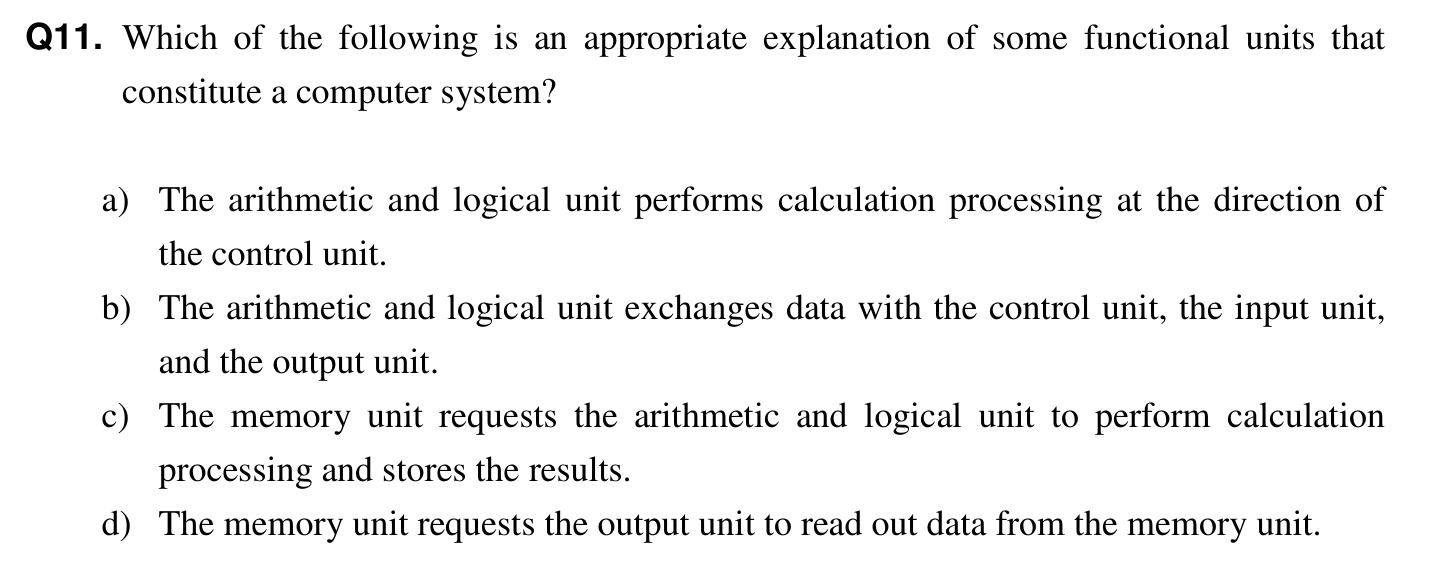 Q11. Which of the following is an appropriate explanation of some functional units that
constitute a computer system?
a) The arithmetic and logical unit performs calculation processing at the direction of
the control unit.
b) The arithmetic and logical unit exchanges data with the control unit, the input unit,
and the output unit.
c) The memory unit requests the arithmetic and logical unit to perform calculation
processing and stores the results.
d) The memory unit requests the output unit to read out data from the memory unit.